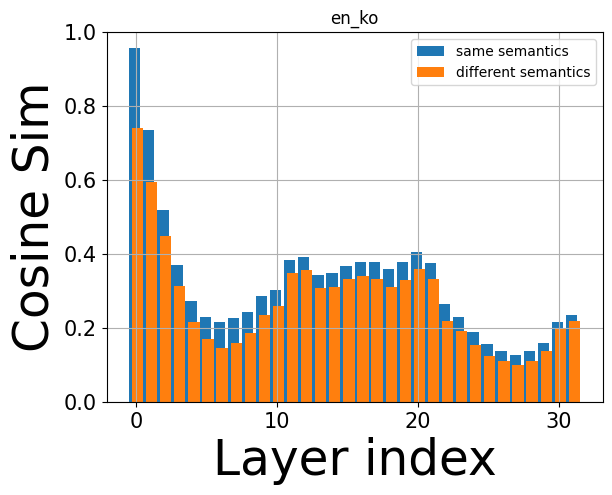 en_ko
same semantics
different semantics
Cosine Sim
1.0
0.8
0.6
0.4
0.2
0.0
0 10 20 30
Layer index